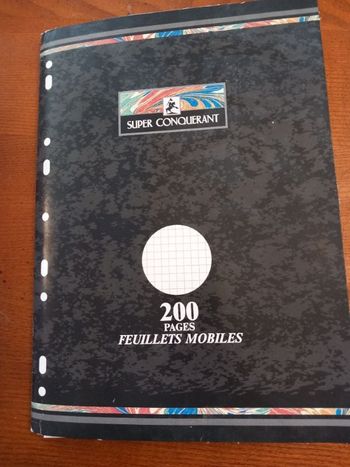 SUPER CONQUERANT
200
PAGES
FEUILLETS MOBILES